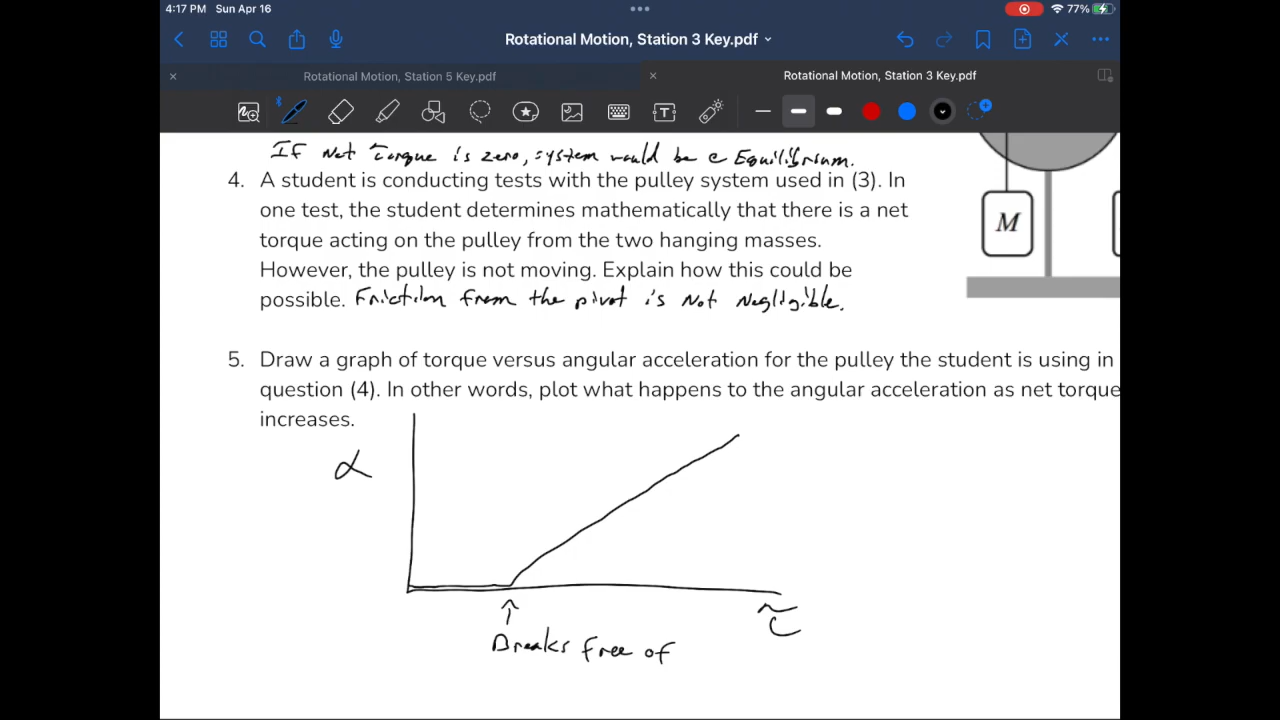 4:17 PM Sun Apr 16
77%
Rotational Motion, Station 3 Key.pdf
Rotational Motion, Station 5 Key.pdf
Rotational Motion, Station 3 Key.pdf
If Net Torque is zero, system would be @ Equilibrium.
4. A student is conducting tests with the pulley system used in (3). In
one test, the student determines mathematically that there is a net
torque acting on the pulley from the two hanging masses.
However, the pulley is not moving. Explain how this could be
possible. Friction from the pivot is Not Negligible.
M
5. Draw a graph of torque versus angular acceleration for the pulley the student is using in
question (4). In other words, plot what happens to the angular acceleration as net torque
increases.
α
τ
↑
Breaks free of